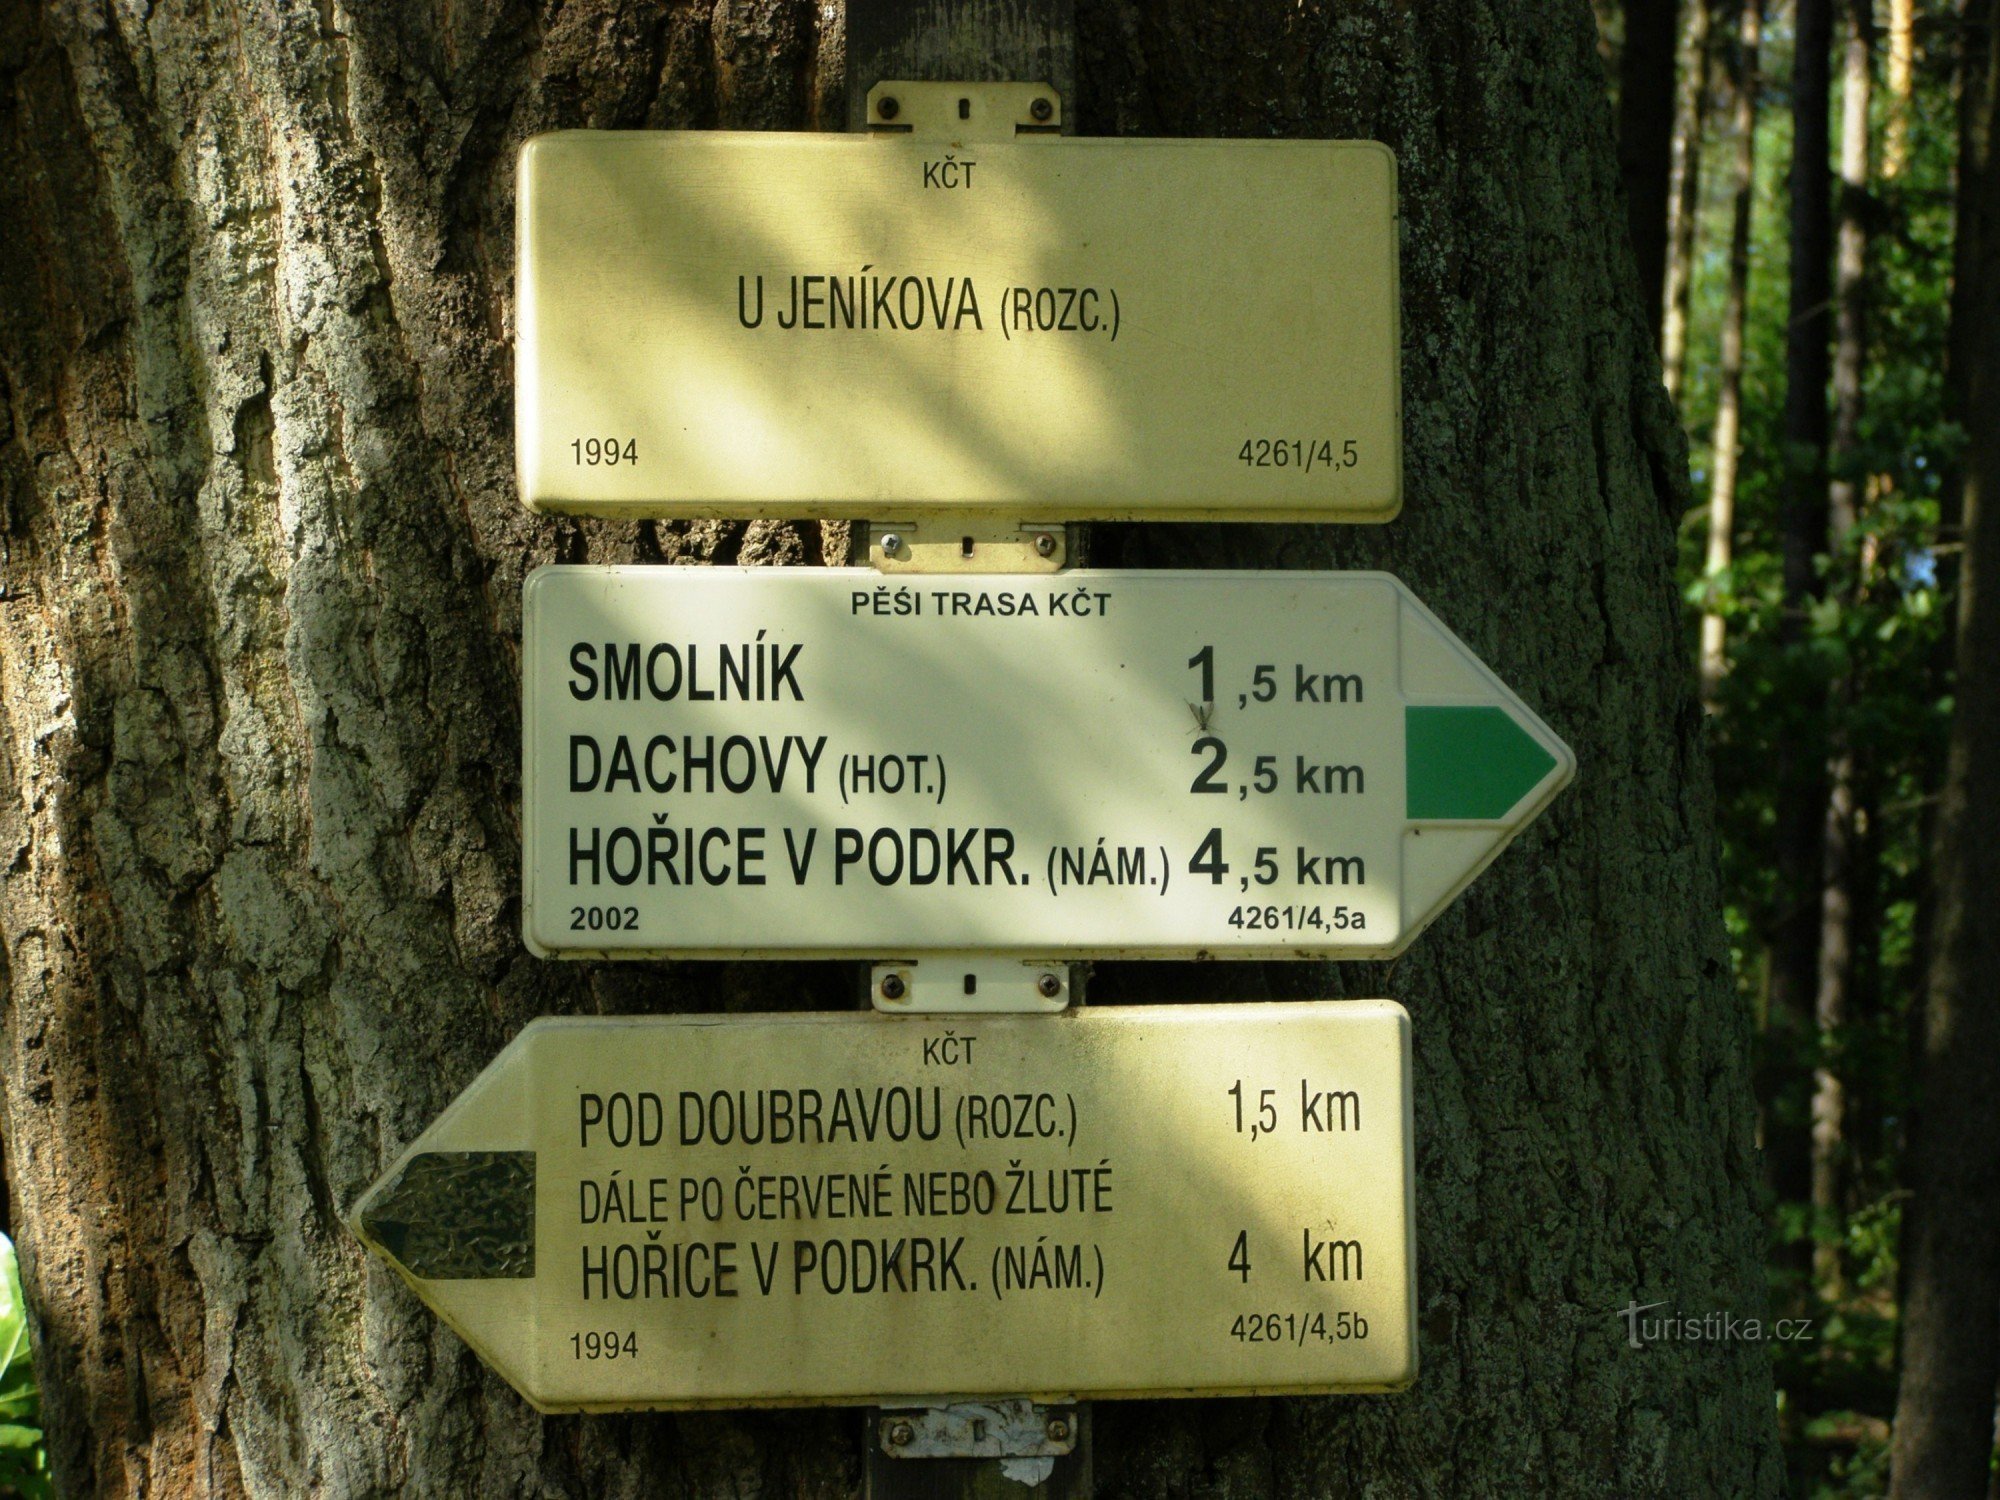 KČT
U JENÍKOVA (ROZC.)
1994 4261/4,5
PĚŚI TRASA KČT
SMOLNÍK 1,5 km
DACHOVY (HOT.) 2,5 km
HOŘICE V PODKR. (NÁM.) 4,5 km
2002 4261/4,5a
KČT
POD DOUBRAVOU (ROZC.) 1,5 km
DÁLE PO ČERVENÉ NEBO ŽLUTÉ
HOŘICE V PODKRK. (NÁM.) 4 km
1994 4261/4,5b
Turistika.cz